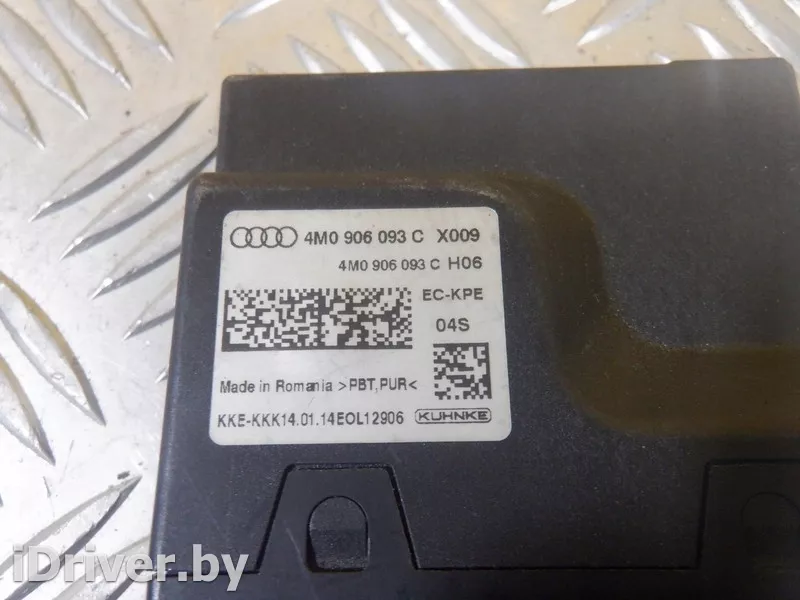 4M0 906 093 C X009
4M0 906 093 C H06
EC-KPE
04S
Made in Romania >PBT,PUR<
KKE-KKK14.01.14EOL12906 KUHNKE
iDriver.by